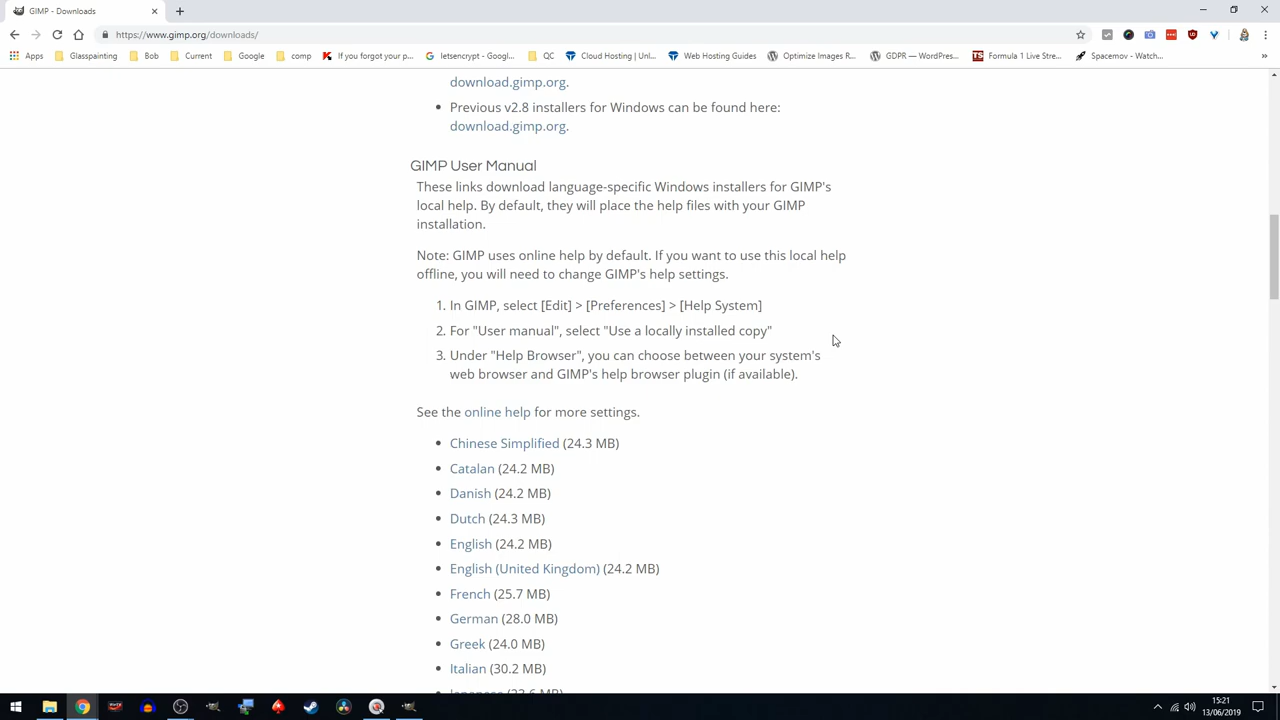 GIMP - Downloads
https://www.gimp.org/downloads/
Apps Glasspainting Bob Current Google comp If you forgot your p... letsencrypt - Googl... QC Cloud Hosting | Unl... Web Hosting Guides Optimize Images R... GDPR — WordPres... Formula 1 Live Stre... Spacemov - Watch... »
download.gimp.org.
• Previous v2.8 installers for Windows can be found here:
download.gimp.org.
GIMP User Manual
These links download language-specific Windows installers for GIMP's
local help. By default, they will place the help files with your GIMP
installation.
Note: GIMP uses online help by default. If you want to use this local help
offline, you will need to change GIMP's help settings.
1. In GIMP, select [Edit] > [Preferences] > [Help System]
2. For "User manual", select "Use a locally installed copy"
3. Under "Help Browser", you can choose between your system's
web browser and GIMP's help browser plugin (if available).
See the online help for more settings.
• Chinese Simplified (24.3 MB)
• Catalan (24.2 MB)
• Danish (24.2 MB)
• Dutch (24.3 MB)
• English (24.2 MB)
• English (United Kingdom) (24.2 MB)
• French (25.7 MB)
• German (28.0 MB)
• Greek (24.0 MB)
• Italian (30.2 MB)
15:21
13/06/2019